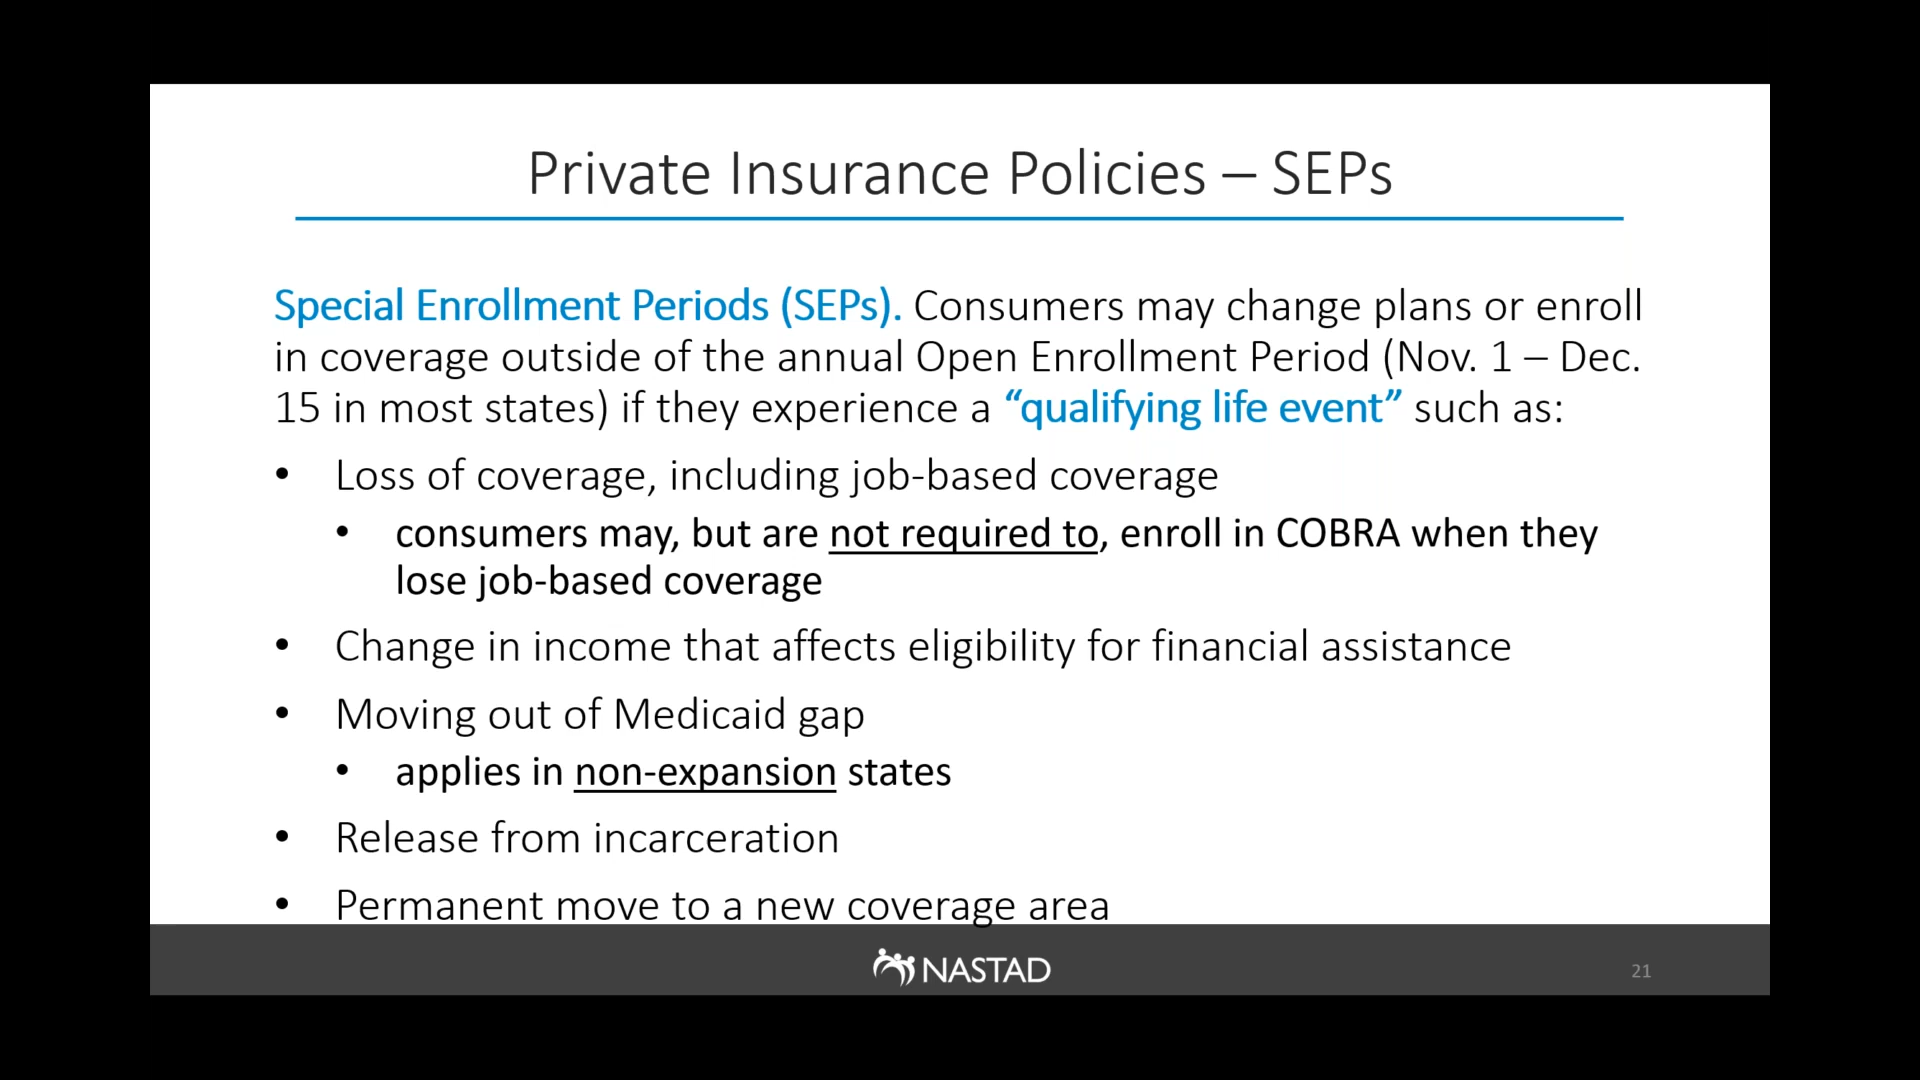 Private Insurance Policies – SEPs
Special Enrollment Periods (SEPs). Consumers may change plans or enroll
in coverage outside of the annual Open Enrollment Period (Nov. 1 – Dec.
15 in most states) if they experience a “qualifying life event” such as:
• Loss of coverage, including job-based coverage
• consumers may, but are not required to, enroll in COBRA when they
lose job-based coverage
• Change in income that affects eligibility for financial assistance
• Moving out of Medicaid gap
• applies in non-expansion states
• Release from incarceration
• Permanent move to a new coverage area
NASTAD
21